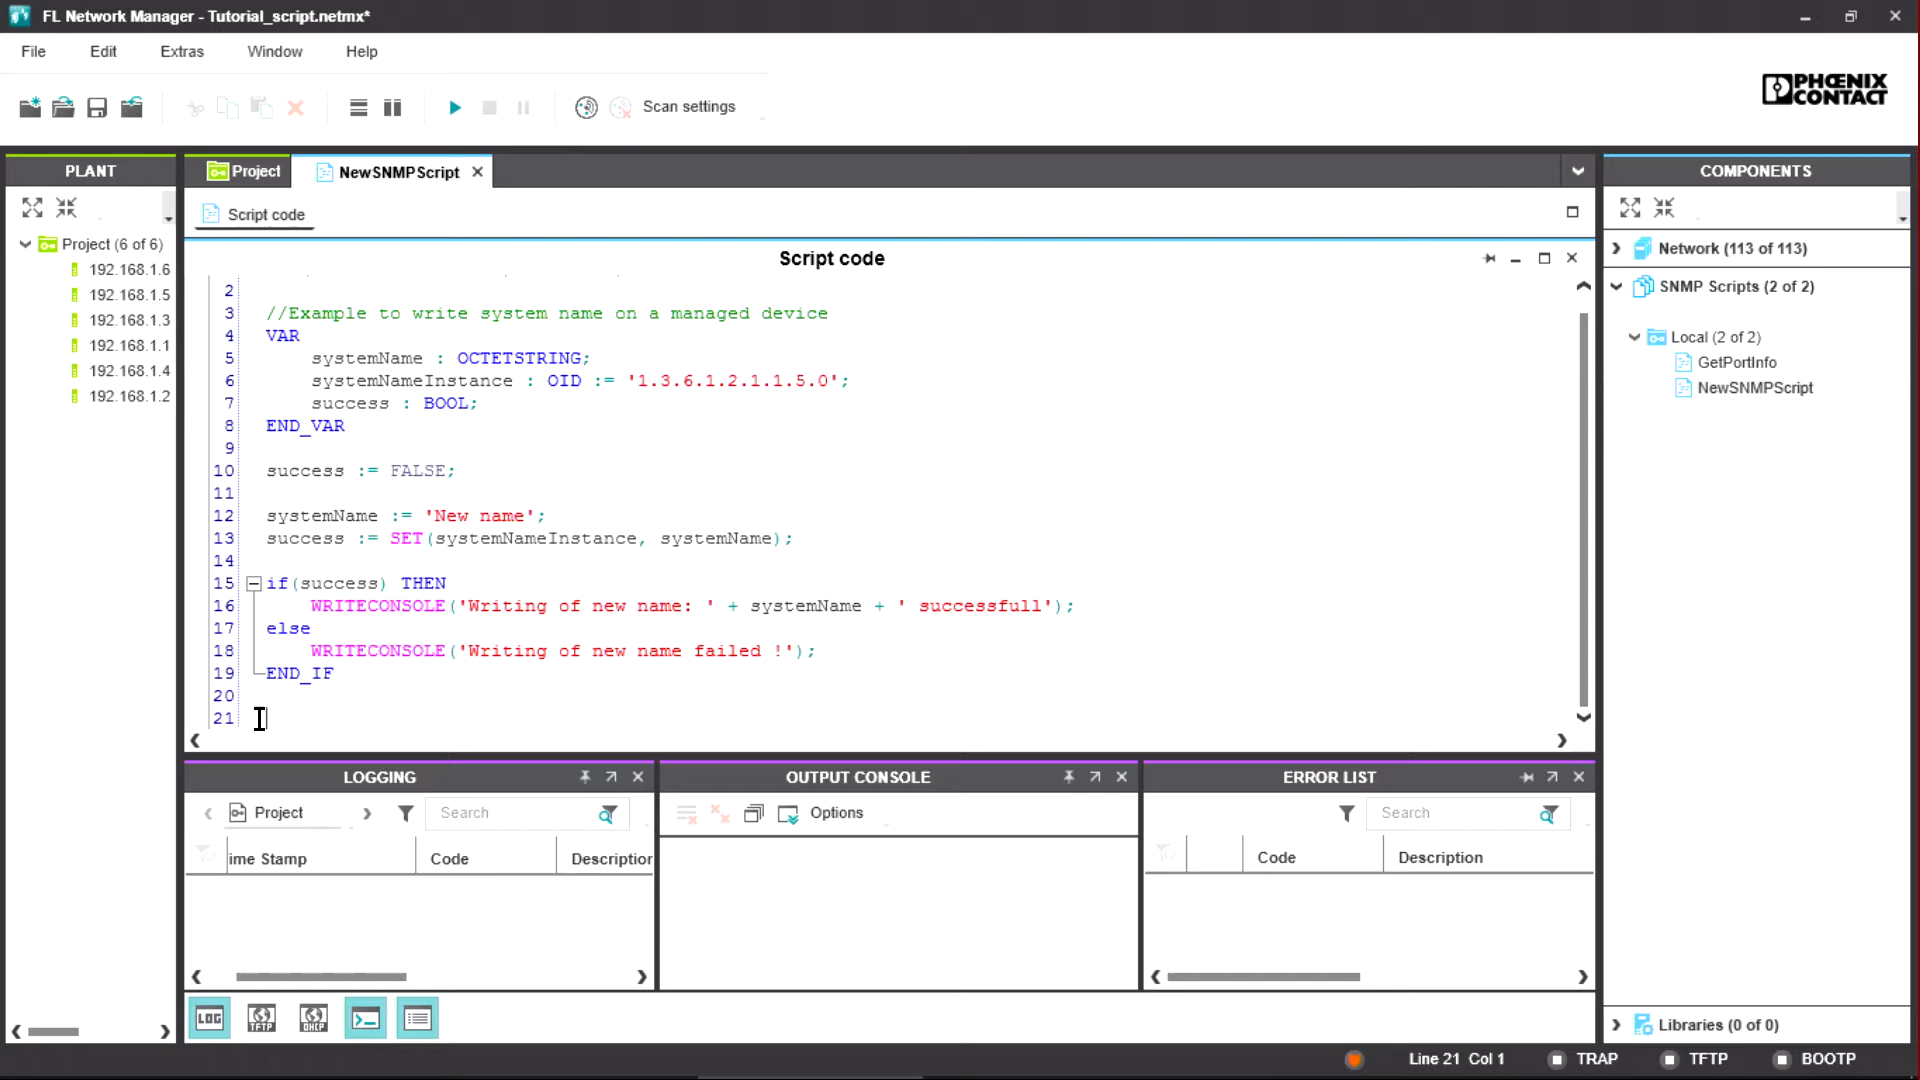 FL Network Manager - Tutorial_script.netmx*
File Edit Extras Window Help
Scan settings
PHŒNIX
CONTACT
PLANT
Project (6 of 6)
192.168.1.6
192.168.1.5
192.168.1.3
192.168.1.1
192.168.1.4
192.168.1.2
Project
NewSNMPScript
Script code
Script code
2
3 //Example to write system name on a managed device
4 VAR
5 systemName : OCTETSTRING;
6 systemNameInstance : OID := '1.3.6.1.2.1.1.5.0';
7 success : BOOL;
8 END_VAR
9
10 success := FALSE;
11
12 systemName := 'New name';
13 success := SET(systemNameInstance, systemName);
14
15 if(success) THEN
16 WRITECONSOLE('Writing of new name: ' + systemName + ' successfull');
17 else
18 WRITECONSOLE('Writing of new name failed !');
19 END_IF
20
21
COMPONENTS
Network (113 of 113)
SNMP Scripts (2 of 2)
Local (2 of 2)
GetPortInfo
NewSNMPScript
Libraries (0 of 0)
LOGGING
Project
Search
ime Stamp Code Description
OUTPUT CONSOLE
Options
ERROR LIST
Search
Code Description
LOG TFTP DHCP
Line 21 Col 1 TRAP TFTP BOOTP